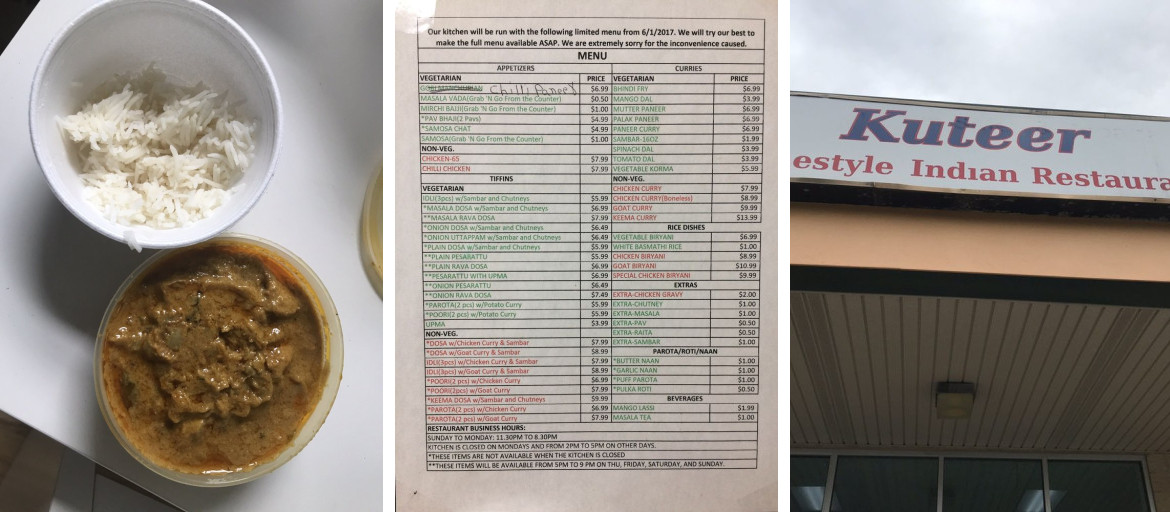 Our kitchen will be run with the following limited menu from 6/1/2017. We will try our best to
make the full menu available ASAP. We are extremely sorry for the inconvenience caused.
MENU
APPETIZERS
VEGETARIAN PRICE
GOBI MANCHURIAN Chilli Paneer $6.99
MASALA VADA(Grab 'N Go From the Counter) $0.50
MIRCHI BAJJI(Grab 'N Go From the Counter) $1.00
*PAV BHAJI(2 Pavs) $4.99
*SAMOSA CHAT $4.99
SAMOSA(Grab 'N Go From the Counter) $1.00
NON-VEG.
CHICKEN-65 $7.99
CHILLI CHICKEN $7.99
TIFFINS
VEGETARIAN
IDLI(3pcs) w/Sambar and Chutneys $5.99
*MASALA DOSA w/Sambar and Chutneys $6.99
**MASALA RAVA DOSA $7.99
*ONION DOSA w/Sambar and Chutneys $6.49
*ONION UTTAPPAM w/Sambar and Chutneys $6.49
*PLAIN DOSA w/Sambar and Chutneys $5.99
**PLAIN PESARATTU $5.99
**PLAIN RAVA DOSA $6.99
**PESARATTU WITH UPMA $6.99
**ONION PESARATTU $6.49
**ONION RAVA DOSA $7.49
*PAROTA(2 pcs) w/Potato Curry $5.99
*POORI(2 pcs) w/Potato Curry $5.99
UPMA $3.99
NON-VEG.
*DOSA w/Chicken Curry & Sambar $7.99
*DOSA w/Goat Curry & Sambar $8.99
IDLI(3pcs) w/Chicken Curry & Sambar $7.99
IDLI(3pcs) w/Goat Curry & Sambar $8.99
*POORI(2 pcs) w/Chicken Curry $6.99
*POORI(2pcs) w/Goat Curry $7.99
*KEEMA DOSA w/Sambar and Chutneys $9.99
*PAROTA(2 pcs) w/Chicken Curry $6.99
*PAROTA(2 pcs) w/Goat Curry $7.99
CURRIES
VEGETARIAN PRICE
BHINDI FRY $6.99
MANGO DAL $3.99
MUTTER PANEER $6.99
PALAK PANEER $6.99
PANEER CURRY $6.99
SAMBAR-16OZ $1.99
SPINACH DAL $3.99
TOMATO DAL $3.99
VEGETABLE KORMA $5.99
NON-VEG.
CHICKEN CURRY $7.99
CHICKEN CURRY(Boneless) $8.99
GOAT CURRY $9.99
KEEMA CURRY $13.99
RICE DISHES
VEGETABLE BIRYANI $6.99
WHITE BASMATHI RICE $1.00
CHICKEN BIRYANI $8.99
GOAT BIRYANI $10.99
SPECIAL CHICKEN BIRYANI $9.99
EXTRAS
EXTRA-CHICKEN GRAVY $2.00
EXTRA-CHUTNEY $1.00
EXTRA-MASALA $1.00
EXTRA-PAV $0.50
EXTRA-RAITA $0.50
EXTRA-SAMBAR $1.00
PAROTA/ROTI/NAAN
*BUTTER NAAN $1.00
*GARLIC NAAN $1.00
*PUFF PAROTA $1.00
*PULKA ROTI $0.50
BEVERAGES
MANGO LASSI $1.99
MASALA TEA $1.00
RESTAURANT BUSINESS HOURS:
SUNDAY TO MONDAY: 11.30PM TO 8.30PM
KITCHEN IS CLOSED ON MONDAYS AND FROM 2PM TO 5PM ON OTHER DAYS.
*THESE ITEMS ARE NOT AVAILABLE WHEN THE KITCHEN IS CLOSED
**THESE ITEMS WILL BE AVAILABLE FROM 5PM TO 9 PM ON THU, FRIDAY, SATURDAY, AND SUNDAY.
Kuteer
estyle Indian Restaura